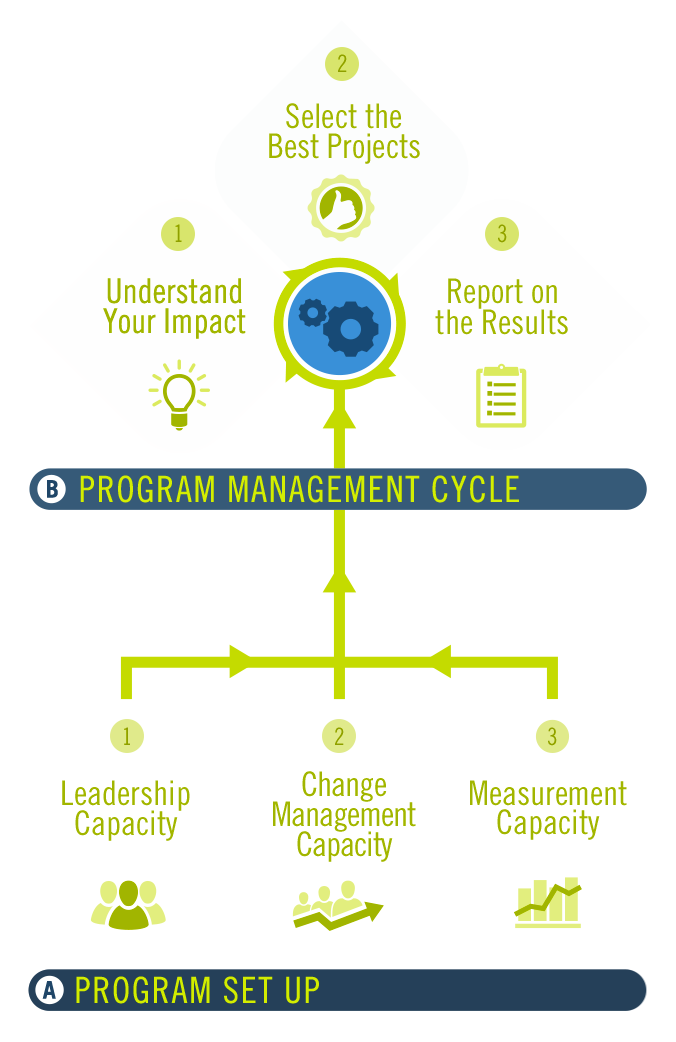 2
Select the
Best Projects
1
Understand
Your Impact
3
Report on
the Results
B PROGRAM MANAGEMENT CYCLE
1
Leadership
Capacity
2
Change
Management
Capacity
3
Measurement
Capacity
A PROGRAM SET UP